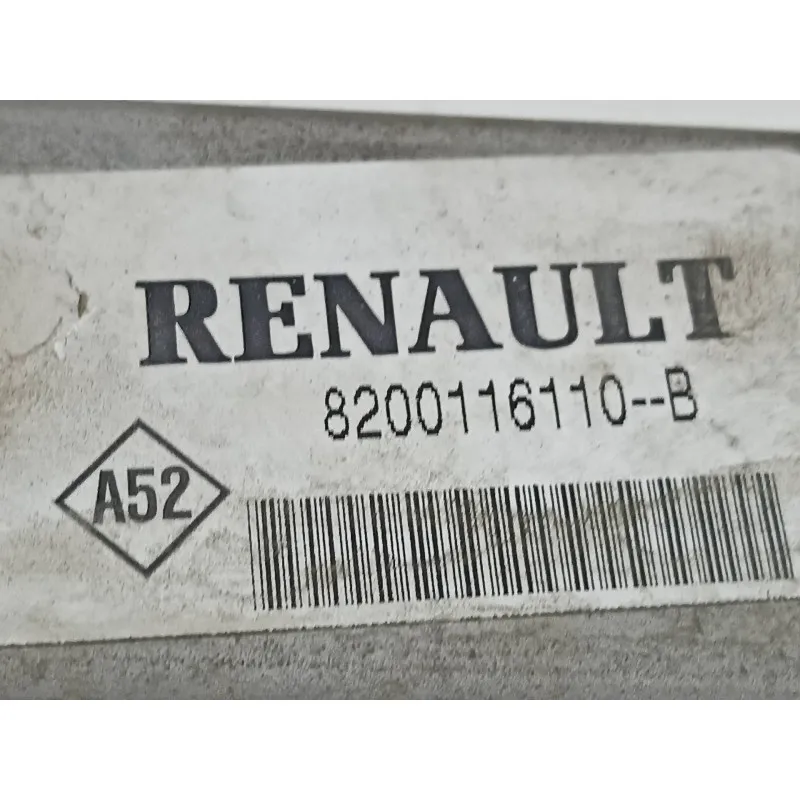 RENAULT
8200116110--B
A52